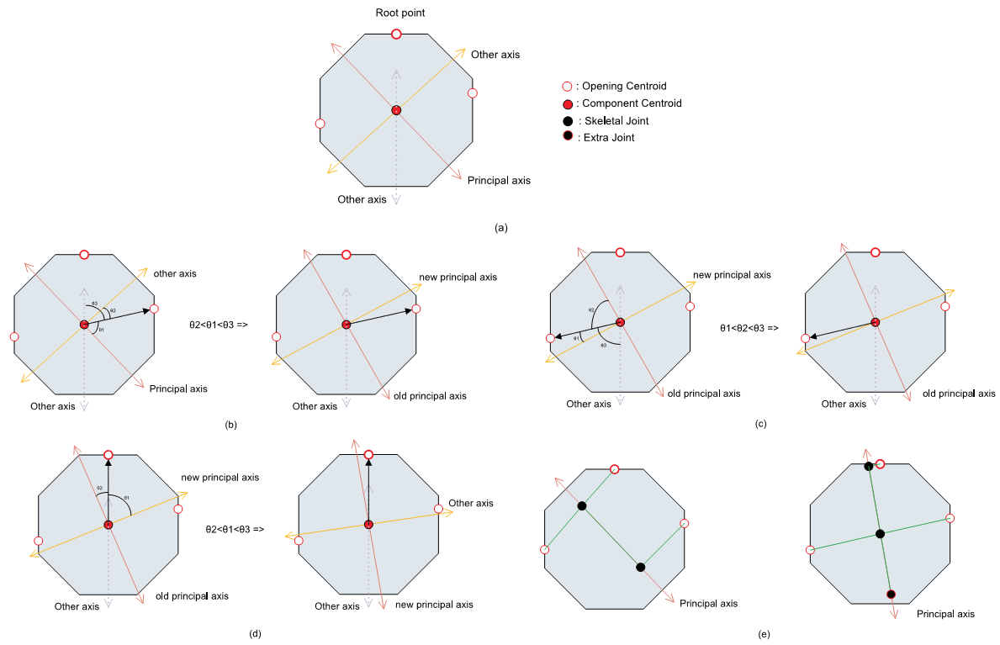 Root point
Other axis
: Opening Centroid
: Component Centroid
: Skeletal Joint
: Extra Joint
Principal axis
Other axis
(a)
other axis
θ3
θ2
θ1
θ2<θ1<θ3 =>
Principal axis
Other axis
new principal axis
old principal axis
Other axis
(b)
new principal axis
θ2
θ1
θ3
θ1<θ2<θ3 =>
old principal axis
Other axis
old principal axis
Other axis
(c)
new principal axis
θ2
θ1
θ2<θ1<θ3 =>
old principal axis
Other axis
Other axis
new principal axis
(d)
Principal axis
Principal axis
(e)